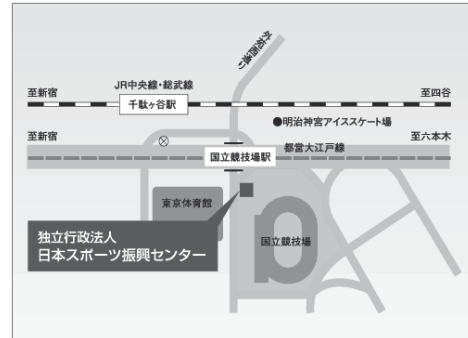 外苑西通り
JR中央線・総武線
至新宿
千駄ヶ谷駅
至四谷
●明治神宮アイススケート場
至新宿
至六本木
都営大江戸線
国立競技場駅
東京体育館
独立行政法人
日本スポーツ振興センター
国立競技場